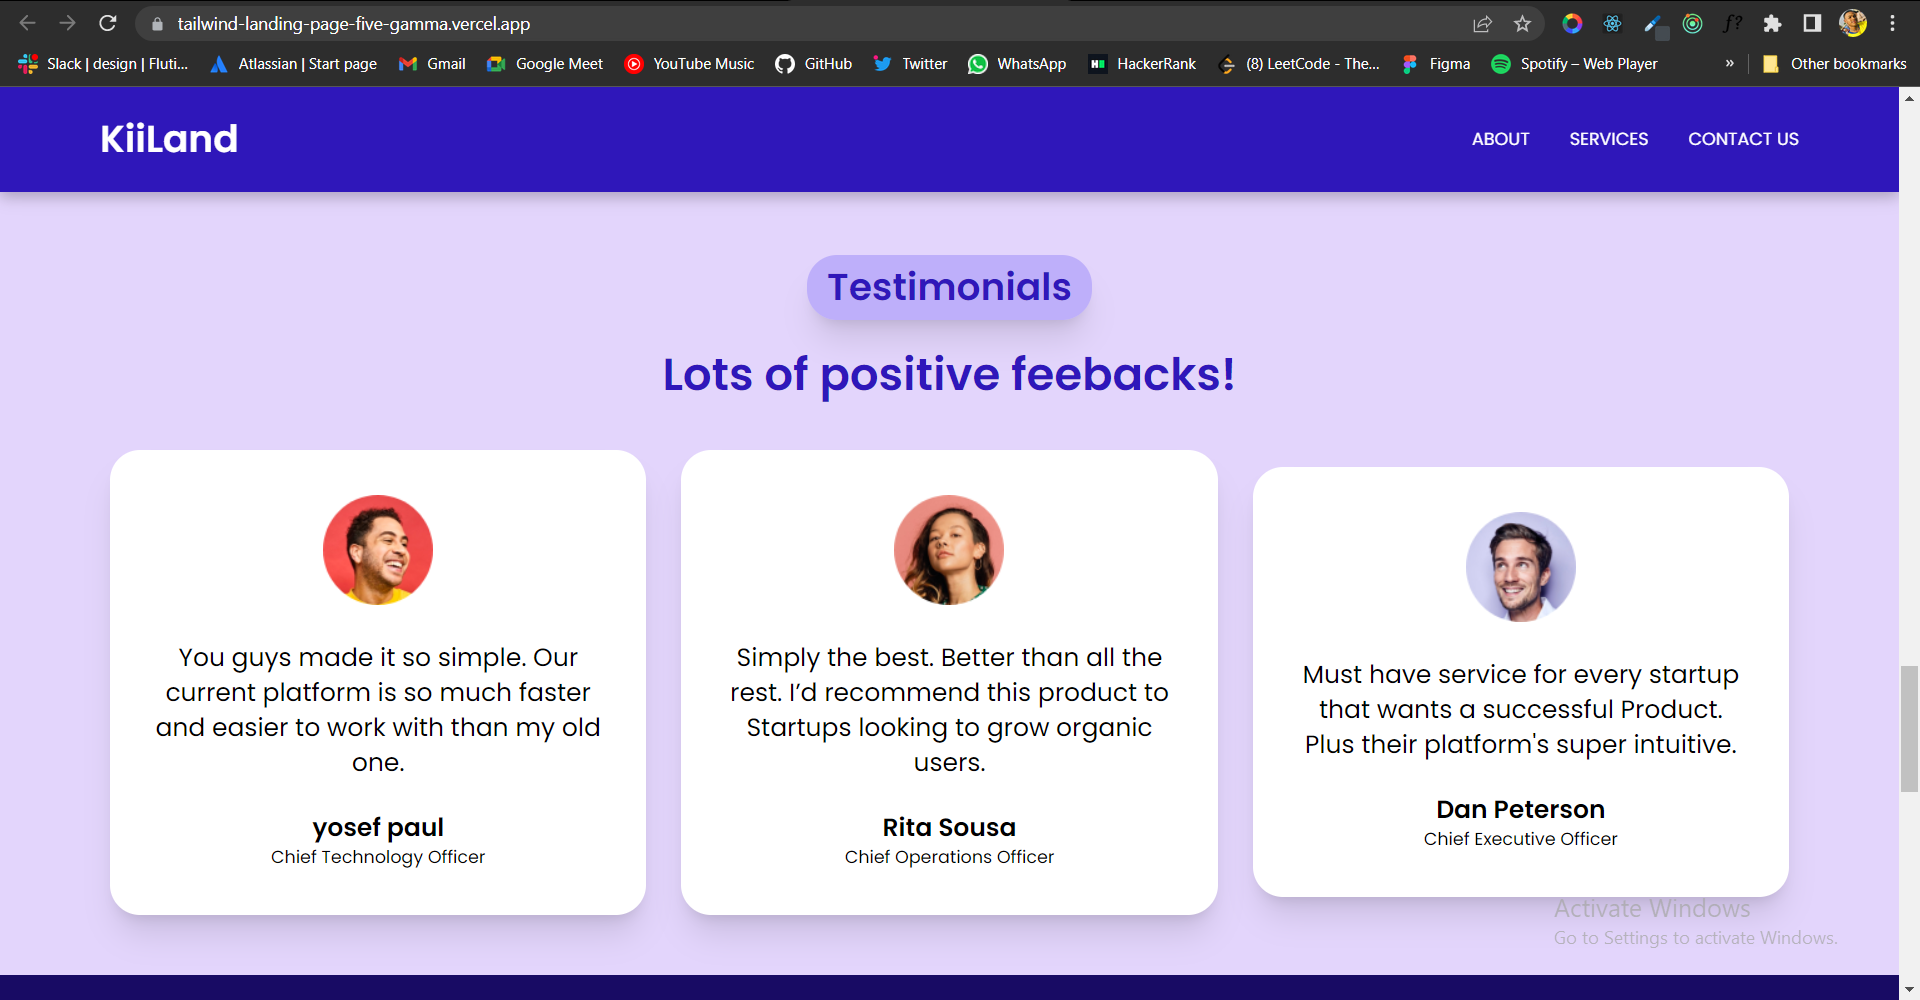 tailwind-landing-page-five-gamma.vercel.app
f?
Slack | design | Fluti...
Atlassian | Start page
Gmail
Google Meet
YouTube Music
GitHub
Twitter
WhatsApp
HackerRank
(8) LeetCode - The...
Figma
Spotify – Web Player
»
Other bookmarks
KiiLand
ABOUT
SERVICES
CONTACT US
Testimonials
Lots of positive feebacks!
You guys made it so simple. Our
current platform is so much faster
and easier to work with than my old
one.
yosef paul
Chief Technology Officer
Simply the best. Better than all the
rest. I’d recommend this product to
Startups looking to grow organic
users.
Rita Sousa
Chief Operations Officer
Must have service for every startup
that wants a successful Product.
Plus their platform's super intuitive.
Dan Peterson
Chief Executive Officer
Activate Windows
Go to Settings to activate Windows.